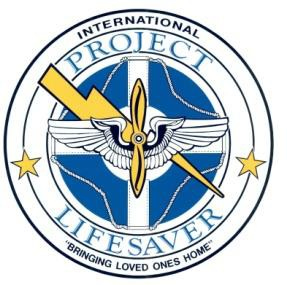 INTERNATIONAL
PROJECT
LIFESAVER
"BRINGING LOVED ONES HOME"